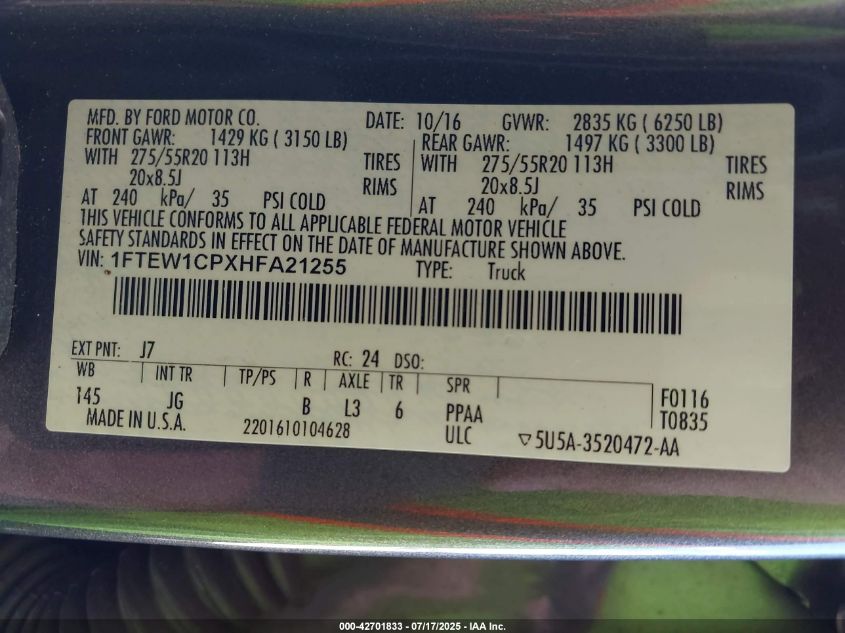 MFD. BY FORD MOTOR CO. DATE: 10/16 GVWR: 2835 KG ( 6250 LB)
FRONT GAWR: 1429 KG ( 3150 LB) REAR GAWR: 1497 KG ( 3300 LB)
WITH 275/55R20 113H TIRES WITH 275/55R20 113H TIRES
20x8.5J RIMS 20x8.5J RIMS
AT 240 kPa/ 35 PSI COLD AT 240 kPa/ 35 PSI COLD
THIS VEHICLE CONFORMS TO ALL APPLICABLE FEDERAL MOTOR VEHICLE
SAFETY STANDARDS IN EFFECT ON THE DATE OF MANUFACTURE SHOWN ABOVE.
VIN: 1FTEW1CPXHFA21255 TYPE: Truck
EXT PNT: J7 RC: 24 DSO:
WB INT TR TP/PS R AXLE TR SPR
145 JG B L3 6 PPAA F0116
MADE IN U.S.A. 2201610104628 ULC ▽5U5A-3520472-AA T0835
000-42701833 - 07/17/2025 - IAA Inc.